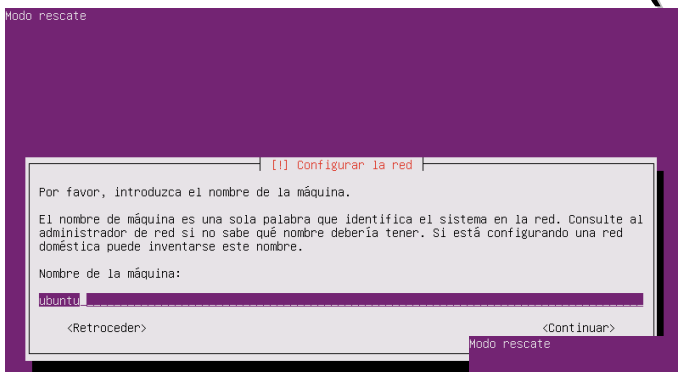 Modo rescate
[!] Configurar la red
Por favor, introduzca el nombre de la máquina.
El nombre de máquina es una sola palabra que identifica el sistema en la red. Consulte al
administrador de red si no sabe qué nombre debería tener. Si está configurando una red
doméstica puede inventarse este nombre.
Nombre de la máquina:
ubuntu
<Retroceder> <Continuar>
Modo rescate